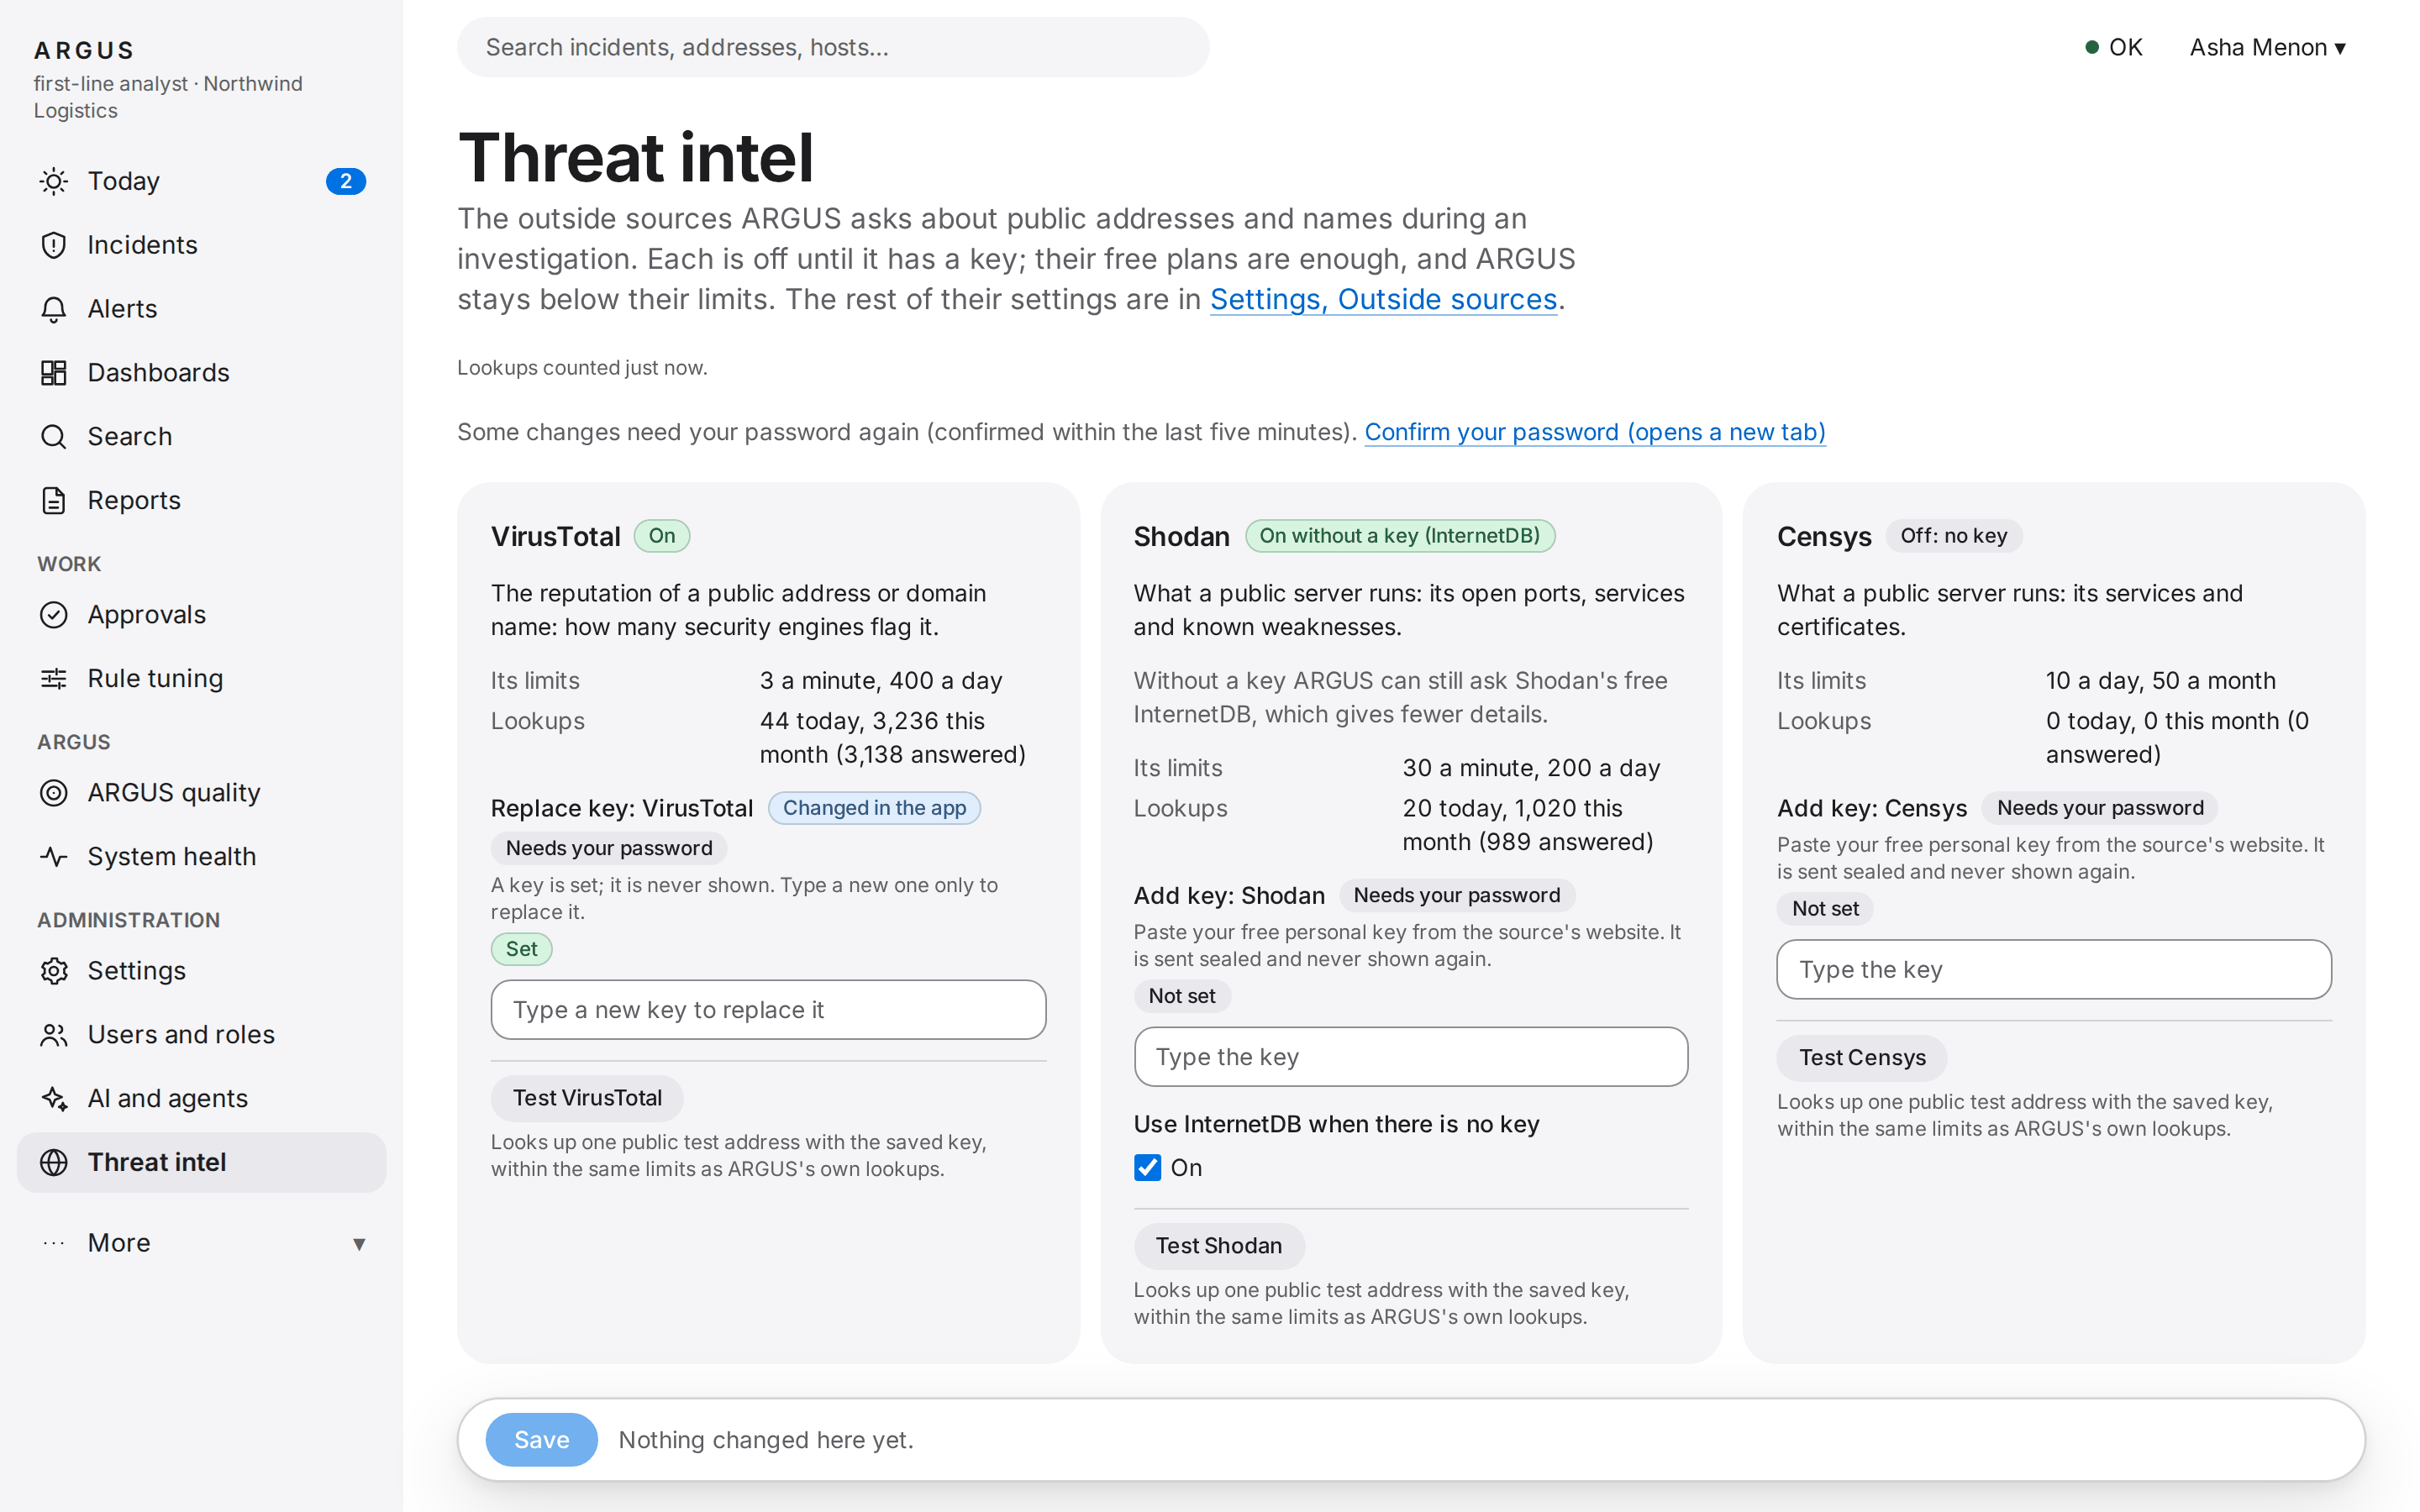 ARGUS
first-line analyst · Northwind
Logistics
Today
2
Incidents
Alerts
Dashboards
Search
Reports
WORK
Approvals
Rule tuning
ARGUS
ARGUS quality
System health
ADMINISTRATION
Settings
Users and roles
AI and agents
Threat intel
More
Search incidents, addresses, hosts...
OK
Asha Menon
Threat intel
The outside sources ARGUS asks about public addresses and names during an
investigation. Each is off until it has a key; their free plans are enough, and ARGUS
stays below their limits. The rest of their settings are in Settings, Outside sources.
Lookups counted just now.
Some changes need your password again (confirmed within the last five minutes). Confirm your password (opens a new tab)
VirusTotal On
The reputation of a public address or domain
name: how many security engines flag it.
Its limits 3 a minute, 400 a day
Lookups 44 today, 3,236 this
month (3,138 answered)
Replace key: VirusTotal Changed in the app
Needs your password
A key is set; it is never shown. Type a new one only to
replace it.
Set
Type a new key to replace it
Test VirusTotal
Looks up one public test address with the saved key,
within the same limits as ARGUS's own lookups.
Shodan On without a key (InternetDB)
What a public server runs: its open ports, services
and known weaknesses.
Without a key ARGUS can still ask Shodan's free
InternetDB, which gives fewer details.
Its limits 30 a minute, 200 a day
Lookups 20 today, 1,020 this
month (989 answered)
Add key: Shodan Needs your password
Paste your free personal key from the source's website. It
is sent sealed and never shown again.
Not set
Type the key
Use InternetDB when there is no key
On
Test Shodan
Looks up one public test address with the saved key,
within the same limits as ARGUS's own lookups.
Censys Off: no key
What a public server runs: its services and
certificates.
Its limits 10 a day, 50 a month
Lookups 0 today, 0 this month (0
answered)
Add key: Censys Needs your password
Paste your free personal key from the source's website. It
is sent sealed and never shown again.
Not set
Type the key
Test Censys
Looks up one public test address with the saved key,
within the same limits as ARGUS's own lookups.
Save
Nothing changed here yet.